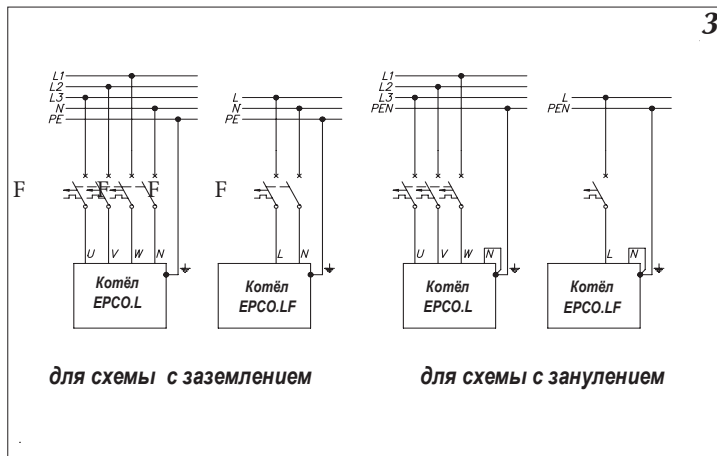 3
L1
L2
L3
N
PE
L
N
PE
L1
L2
L3
PEN
L
PEN
F F F F
U V W N
L N
U V W N
L N
Котёл
EPCO.L
Котёл
EPCO.LF
Котёл
EPCO.L
Котёл
EPCO.LF
для схемы с заземлением
для схемы с занулением